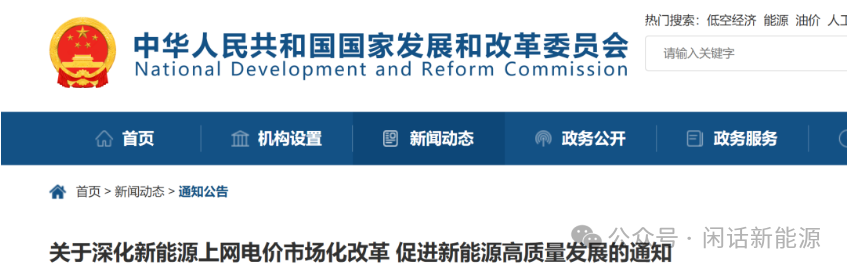 热门搜索: 低空经济 能源 油价
中华人民共和国国家发展和改革委员会
National Development and Reform Commission
请输入关键字
首页 机构设置 新闻动态 政务公开 政务服务
首页 > 新闻动态 > 通知公告
公众号 · 闲话新能源
关于深化新能源上网电价市场化改革 促进新能源高质量发展的通知